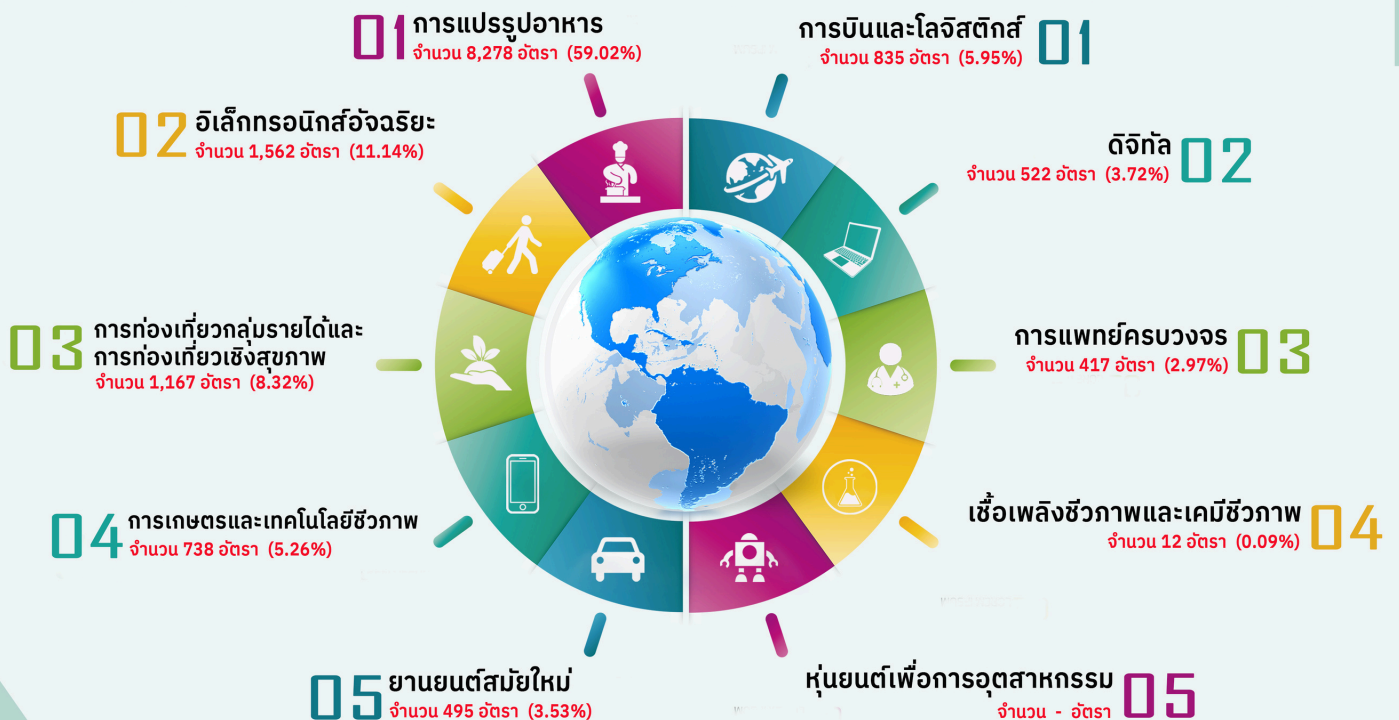 01 การแปรรูปอาหาร
จำนวน 8,278 อัตรา (59.02%)
02 อิเล็กทรอนิกส์อัจฉริยะ
จำนวน 1,562 อัตรา (11.14%)
03 การท่องเที่ยวกลุ่มรายได้และ
การท่องเที่ยวเชิงสุขภาพ
จำนวน 1,167 อัตรา (8.32%)
04 การเกษตรและเทคโนโลยีชีวภาพ
จำนวน 738 อัตรา (5.26%)
05 ยานยนต์สมัยใหม่
จำนวน 495 อัตรา (3.53%)
การบินและโลจิสติกส์ 01
จำนวน 835 อัตรา (5.95%)
ดิจิทัล 02
จำนวน 522 อัตรา (3.72%)
การแพทย์ครบวงจร 03
จำนวน 417 อัตรา (2.97%)
เชื้อเพลิงชีวภาพและเคมีชีวภาพ 04
จำนวน 12 อัตรา (0.09%)
หุ่นยนต์เพื่อการอุตสาหกรรม 05
จำนวน - อัตรา